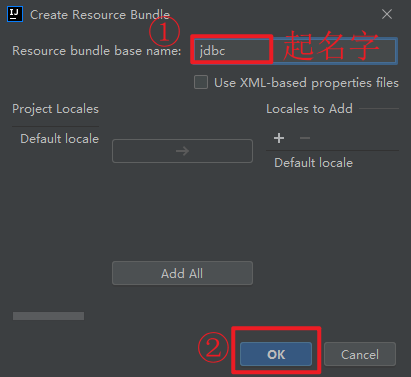 Create Resource Bundle
①
Resource bundle base name: jdbc 起名字
Use XML-based properties files
Project Locales
Locales to Add
Default locale
Default locale
Add All
②
OK
Cancel